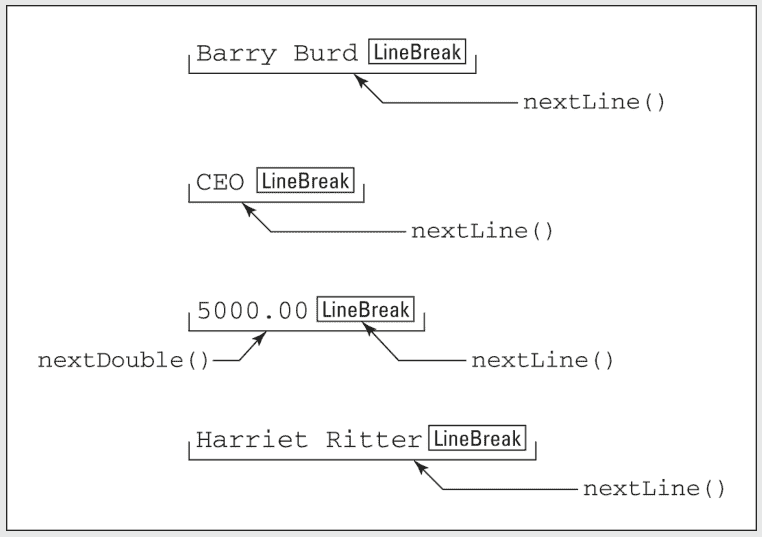 Barry Burd LineBreak
nextLine()
CEO LineBreak
nextLine()
5000.00 LineBreak
nextDouble() nextLine()
Harriet Ritter LineBreak
nextLine()